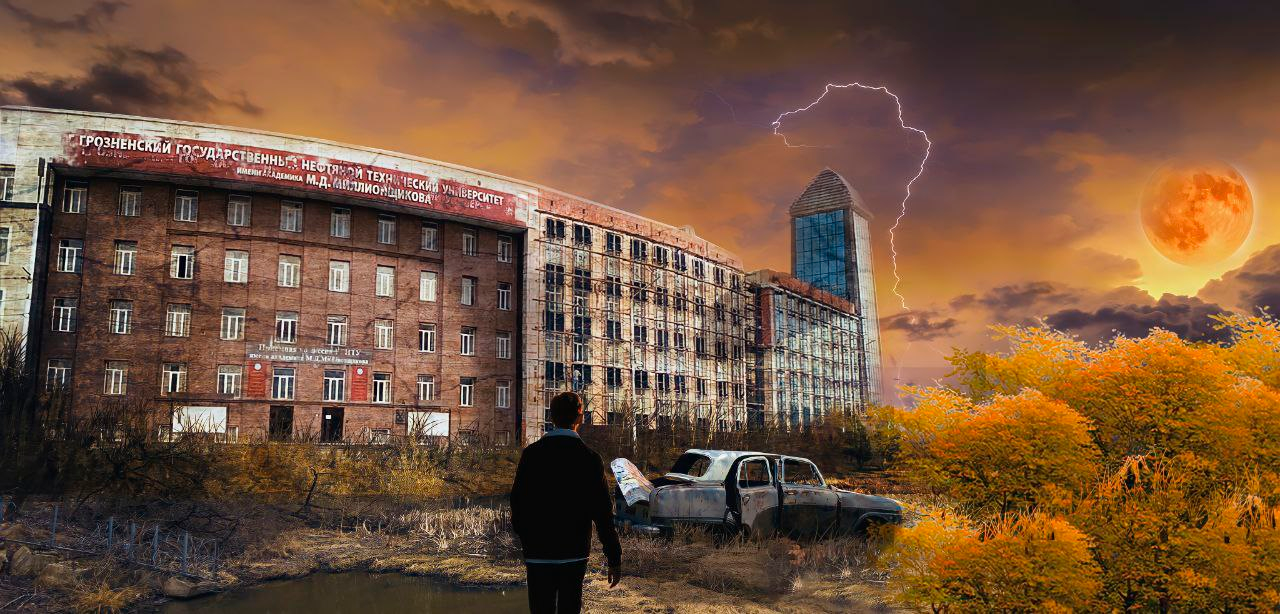 ГРОЗНЕНСКИЙ ГОСУДАРСТВЕННЫЙ НЕФТЯНОЙ ТЕХНИЧЕСКИЙ УНИВЕРСИТЕТ
ИМЕНИ АКАДЕМИКА М.Д. МИЛЛИОНЩИКОВА